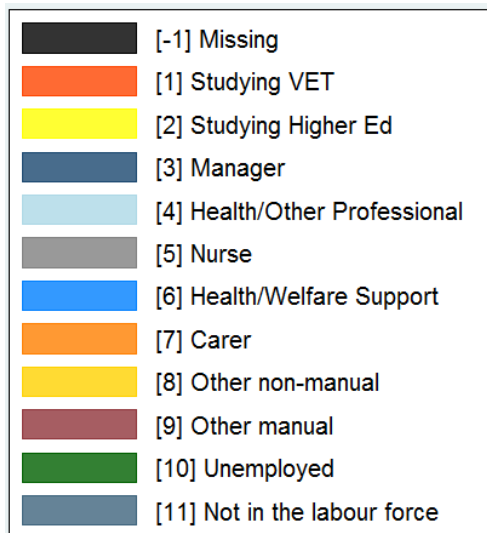 [-1] Missing
[1] Studying VET
[2] Studying Higher Ed
[3] Manager
[4] Health/Other Professional
[5] Nurse
[6] Health/Welfare Support
[7] Carer
[8] Other non-manual
[9] Other manual
[10] Unemployed
[11] Not in the labour force